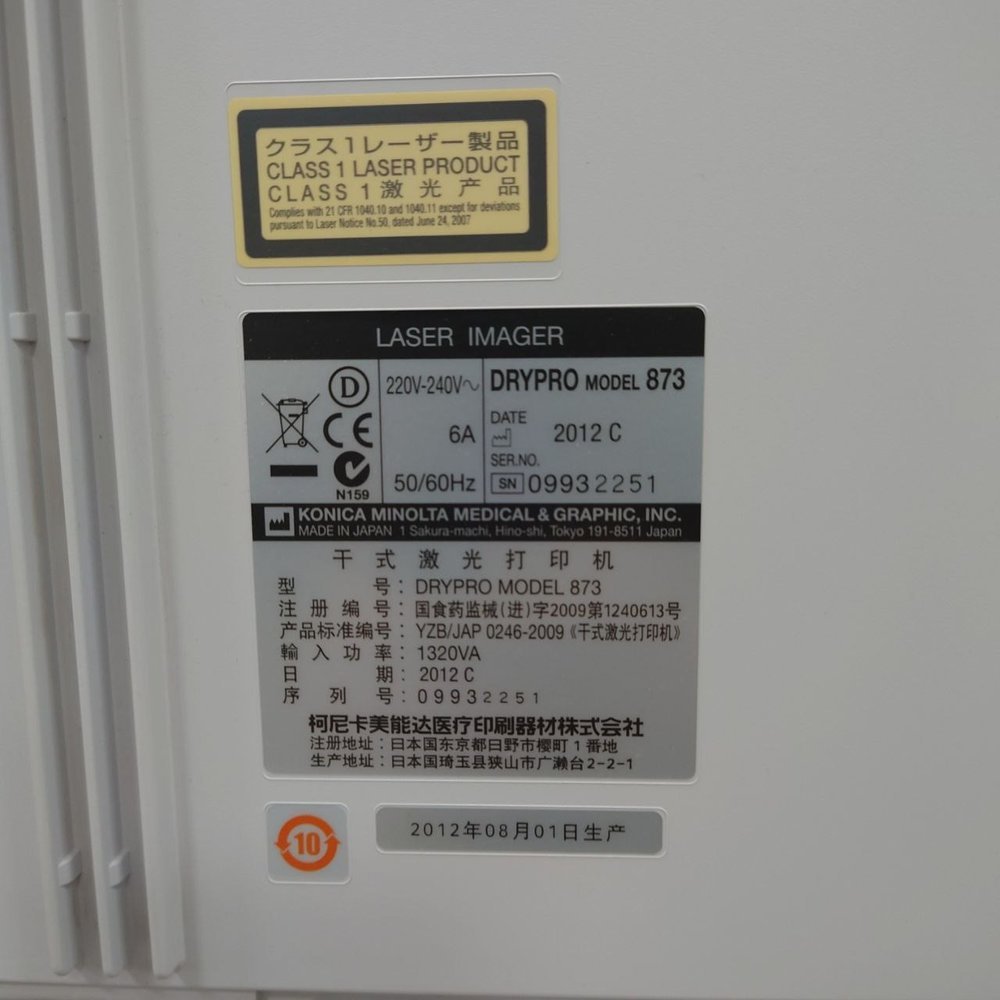 クラス1レーザー製品
CLASS 1 LASER PRODUCT
CLASS 1 激光产品
Complies with 21 CFR 1040.10 and 1040.11 except for deviations
pursuant to Laser Notice No.50, dated June 24, 2007
LASER IMAGER
D
CE
N159
220V-240V～
6A
50/60Hz
DRYPRO MODEL 873
DATE
2012 C
SER.NO.
SN 09932251
KONICA MINOLTA MEDICAL & GRAPHIC, INC.
MADE IN JAPAN 1 Sakura-machi, Hino-shi, Tokyo 191-8511 Japan
干式激光打印机
型号：DRYPRO MODEL 873
注册编号：国食药监械(进)字2009第1240613号
产品标准编号：YZB/JAP 0246-2009《干式激光打印机》
輸入功率：1320VA
日期：2012 C
序列号：09932251
柯尼卡美能达医疗印刷器材株式会社
注册地址：日本国东京都日野市樱町1番地
生产地址：日本国琦玉县狭山市广濑台2-2-1
10
2012年08月01日生产